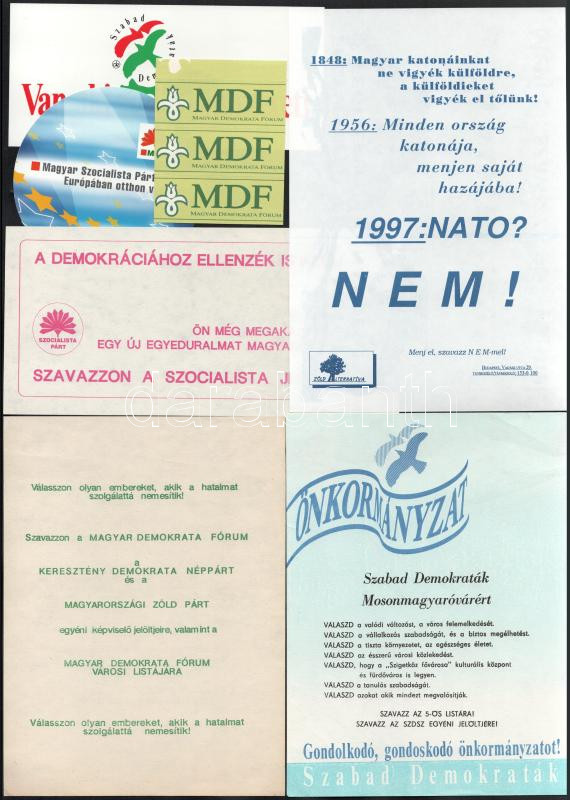 Szabad
De
Van
MDF
MAGYAR DEMOKRATA FÓRUM
MDF
MAGYAR DEMOKRATA FÓRUM
MDF
MAGYAR DEMOKRATA FÓRUM
Magyar Szocialista Párt
Európában otthon v
1848: Magyar katonáinkat
ne vigyék külföldre,
a külföldieket
vigyék el tőlünk!
1956: Minden ország
katonája,
menjen saját
hazájába!
1997:NATO?
NEM!
Menj el, szavazz NEM-mel!
ZÖLD ALTERNATÍVA
A DEMOKRÁCIÁHOZ ELLENZÉK IS
SZOCIALISTA
PÁRT
ÖN MÉG MEGAKA
EGY ÚJ EGYEDURALMAT MAGYA
SZAVAZZON A SZOCIALISTA JE
darabanth
Válasszon olyan embereket, akik a hatalmat
szolgálattá nemesítik!
Szavazzon a MAGYAR DEMOKRATA FÓRUM
a
KERESZTÉNY DEMOKRATA NÉPPÁRT
és a
MAGYARORSZÁGI ZÖLD PÁRT
egyéni képviselő jelöltjeire, valamint a
MAGYAR DEMOKRATA FÓRUM
VÁROSI LISTÁJÁRA
Válasszon olyan embereket, akik a hatalmat
szolgálattá nemesítik!
ÖNKORMÁNYZAT
Szabad Demokraták
Mosonmagyaróvárért
VÁLASZD a valódi változást, a város felemelkedését.
VÁLASZD a vállalkozás szabadságát, és a biztos megélhetést.
VÁLASZD a tiszta környezetet, az egészséges életet.
VÁLASZD az ésszerű városi közlekedést.
VÁLASZD, hogy a „Szigetköz fővárosa" kulturális központ
és fürdőváros is legyen.
VÁLASZD a tanulás szabadságát.
VÁLASZD azokat akik mindezt megvalósítják.
SZAVAZZ AZ 5-ÖS LISTÁRA!
SZAVAZZ AZ SZDSZ EGYÉNI JELÖLTJEIRE!
Gondolkodó, gondoskodó önkormányzatot!
Szabad Demokraták